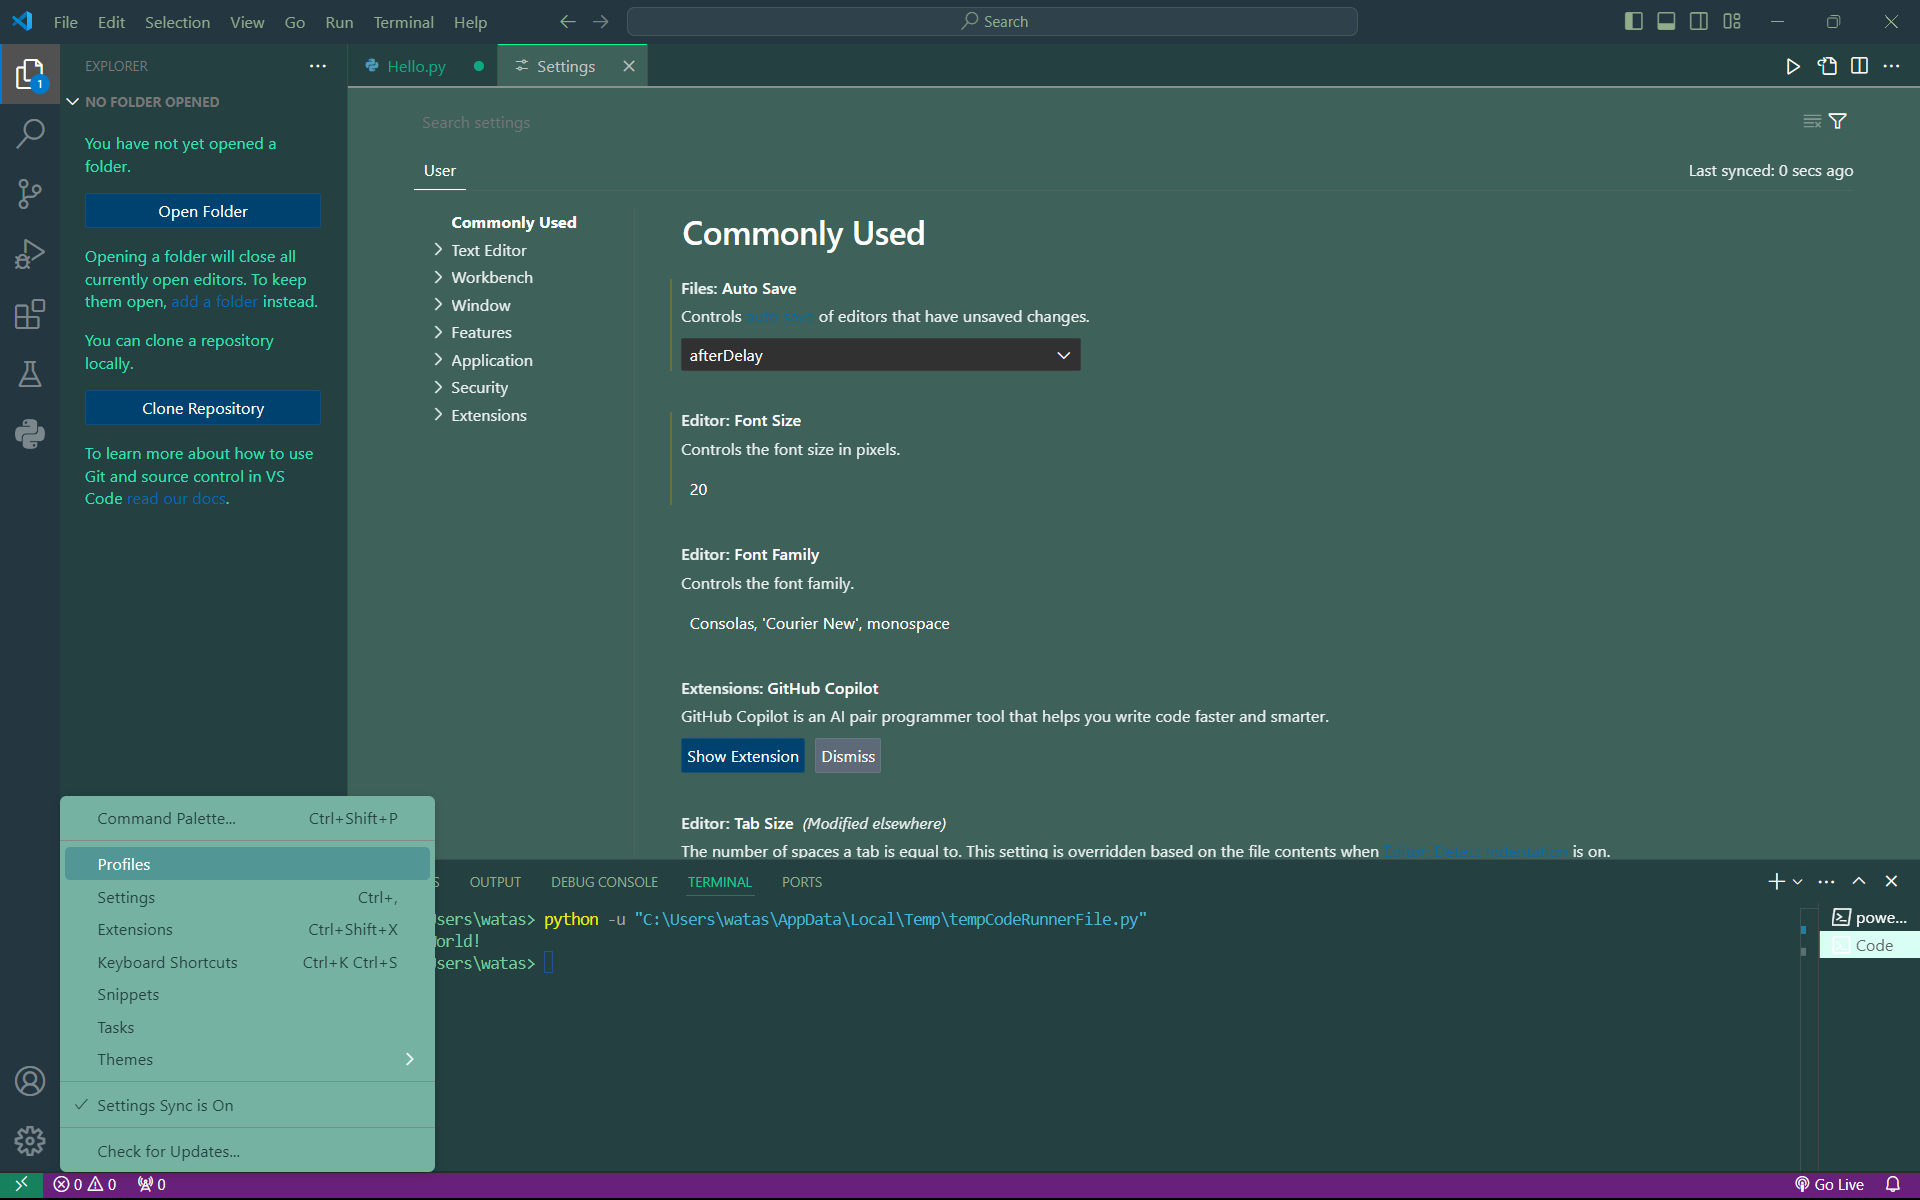 File Edit Selection View Go Run Terminal Help
Search
EXPLORER
1
NO FOLDER OPENED
You have not yet opened a
folder.
Open Folder
Opening a folder will close all
currently open editors. To keep
them open, add a folder instead.
You can clone a repository
locally.
Clone Repository
To learn more about how to use
Git and source control in VS
Code read our docs.
Hello.py
Settings
Search settings
User
Last synced: 0 secs ago
Commonly Used
Text Editor
Workbench
Window
Features
Application
Security
Extensions
Commonly Used
Files: Auto Save
Controls of editors that have unsaved changes.
afterDelay
Editor: Font Size
Controls the font size in pixels.
20
Editor: Font Family
Controls the font family.
Consolas, 'Courier New', monospace
Extensions: GitHub Copilot
GitHub Copilot is an AI pair programmer tool that helps you write code faster and smarter.
Show Extension Dismiss
Editor: Tab Size (Modified elsewhere)
The number of spaces a tab is equal to. This setting is overridden based on the file contents when Editor: Detect Indentation is on.
Command Palette... Ctrl+Shift+P
Profiles
Settings Ctrl+,
Extensions Ctrl+Shift+X
Keyboard Shortcuts Ctrl+K Ctrl+S
Snippets
Tasks
Themes
Settings Sync is On
Check for Updates...
S OUTPUT DEBUG CONSOLE TERMINAL PORTS
sers\watas> python -u "C:\Users\watas\AppData\Local\Temp\tempCodeRunnerFile.py"
orld!
sers\watas>
powe...
Code
0 0 0
Go Live